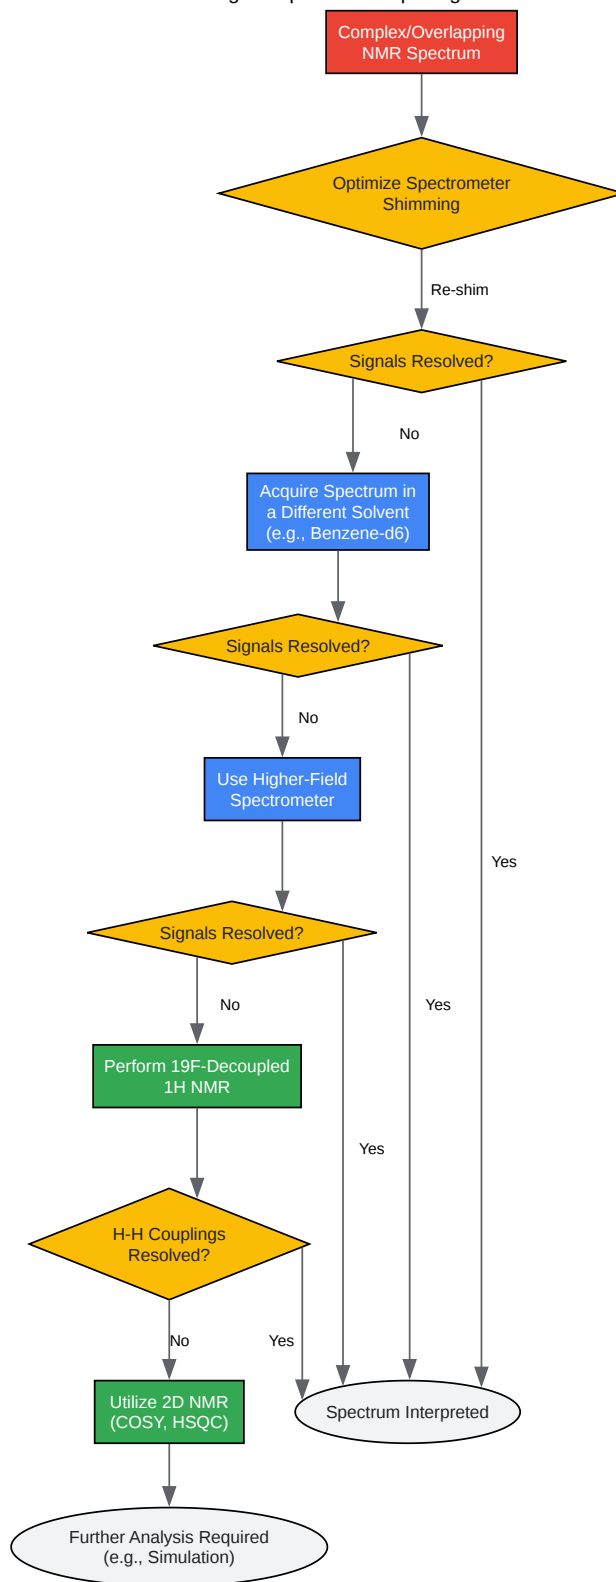 Complex/Overlapping
NMR Spectrum
Optimize Spectrometer
Shimming
Re-shim
Signals Resolved?
No
Acquire Spectrum in
a Different Solvent
(e.g., Benzene-d6)
Signals Resolved?
No
Use Higher-Field
Spectrometer
Yes
Signals Resolved?
No
Yes
Perform 19F-Decoupled
1H NMR
Yes
H-H Couplings
Resolved?
No
Yes
Utilize 2D NMR
(COSY, HSQC)
Spectrum Interpreted
Further Analysis Required
(e.g., Simulation)